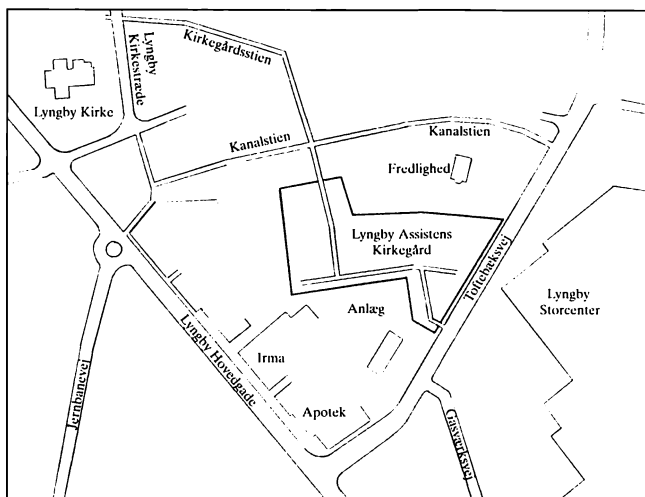 Kirkegårdsstien
Lyngby
Kirkestræde
Lyngby Kirke
Kanalstien
Kanalstien
Fredlighed
Lyngby Assistens
Kirkegård
Toftebæksvej
Lyngby
Storcenter
Anlæg
Lyngby Hovedgade
Irma
Jernbanevej
Apotek
Gasværksvej